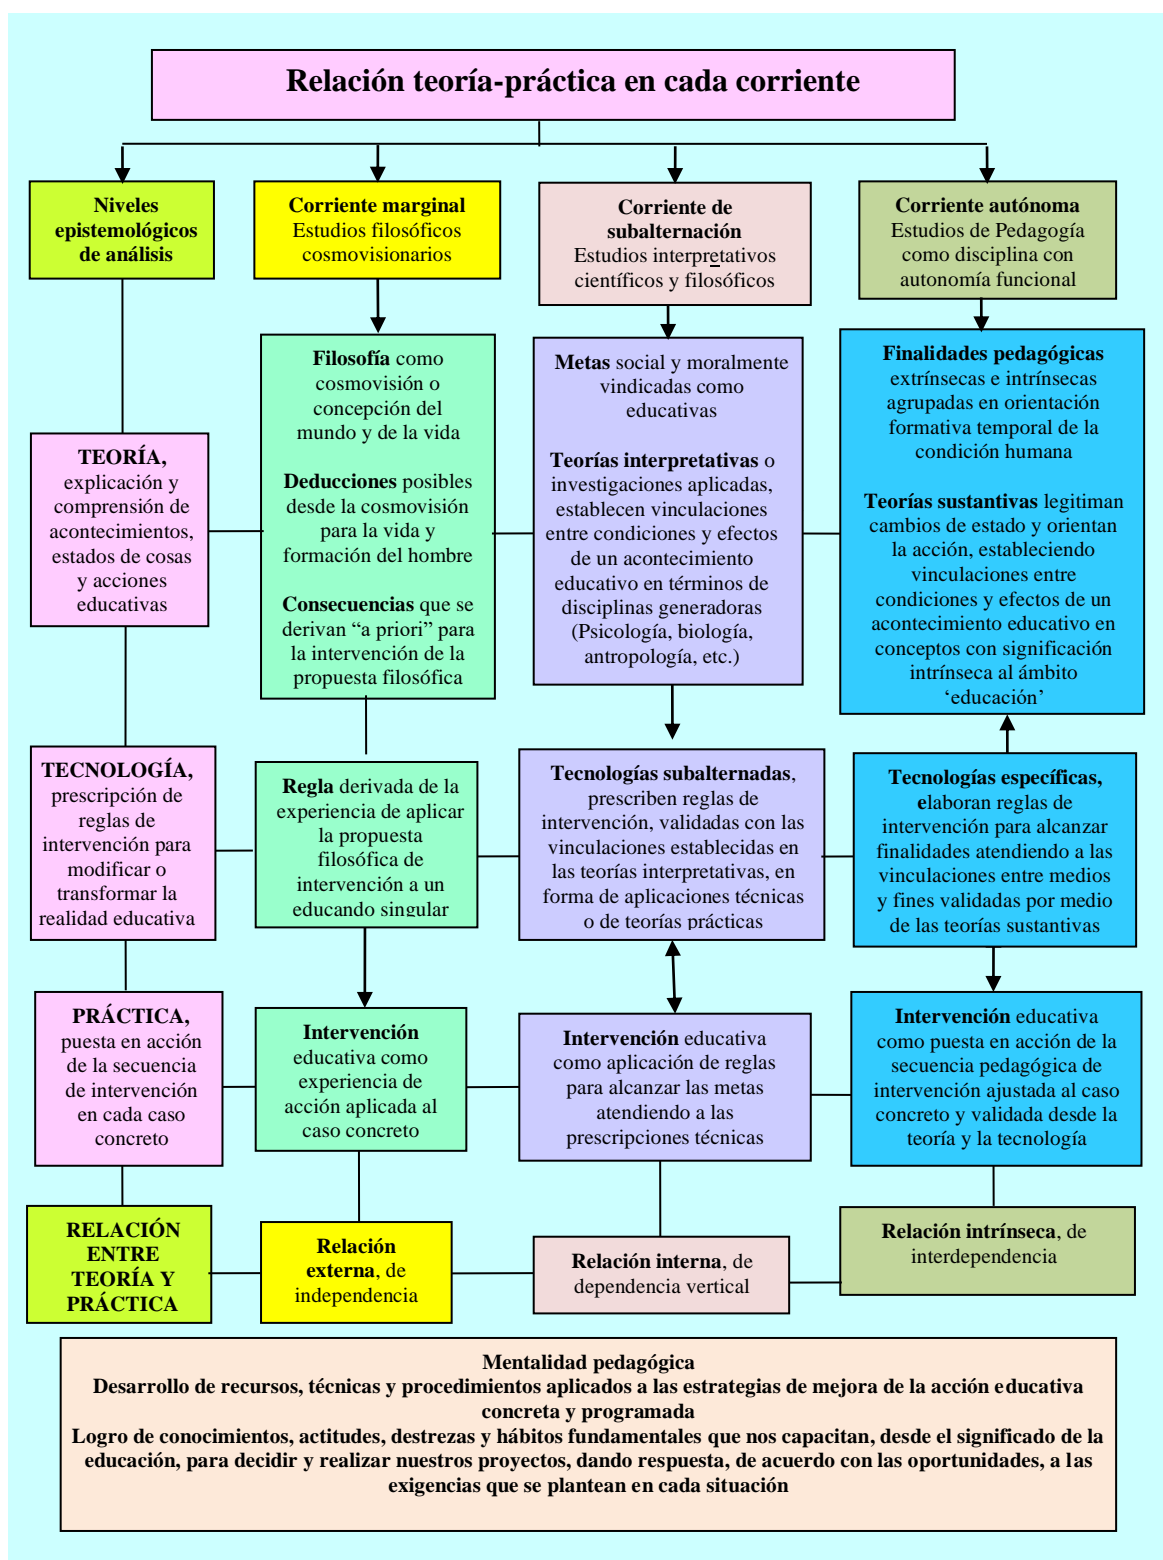 Relación teoría-práctica en cada corriente
Niveles
epistemológicos
de análisis
Corriente marginal
Estudios filosóficos
cosmovisionarios
Corriente de
subalternación
Estudios interpretativos
científicos y filosóficos
Corriente autónoma
Estudios de Pedagogía
como disciplina con
autonomía funcional
TEORÍA,
explicación y
comprensión de
acontecimientos,
estados de cosas
y acciones
educativas
Filosofía como
cosmovisión o
concepción del
mundo y de la vida
Deducciones posibles
desde la cosmovisión
para la vida y
formación del hombre
Consecuencias que se
derivan “a priori” para
la intervención de la
propuesta filosófica
Metas social y moralmente
vindicadas como
educativas
Teorías interpretativas o
investigaciones aplicadas,
establecen vinculaciones
entre condiciones y efectos
de un acontecimiento
educativo en términos de
disciplinas generadoras
(Psicología, biología,
antropología, etc.)
Finalidades pedagógicas
extrínsecas e intrínsecas
agrupadas en orientación
formativa temporal de la
condición humana
Teorías sustantivas legitiman
cambios de estado y orientan
la acción, estableciendo
vinculaciones entre
condiciones y efectos de un
acontecimiento educativo en
conceptos con significación
intrínseca al ámbito
‘educación’
TECNOLOGÍA,
prescripción de
reglas de
intervención para
modificar o
transformar la
realidad educativa
Regla derivada de la
experiencia de aplicar
la propuesta
filosófica de
intervención a un
educando singular
Tecnologías subalternadas,
prescriben reglas de
intervención, validadas con las
vinculaciones establecidas en
las teorías interpretativas, en
forma de aplicaciones técnicas
o de teorías prácticas
Tecnologías específicas,
elaboran reglas de
intervención para alcanzar
finalidades atendiendo a las
vinculaciones entre medios
y fines validadas por medio
de las teorías sustantivas
PRÁCTICA,
puesta en acción
de la secuencia
de intervención
en cada caso
concreto
Intervención
educativa como
experiencia de
acción aplicada al
caso concreto
Intervención educativa
como aplicación de reglas
para alcanzar las metas
atendiendo a las
prescripciones técnicas
Intervención educativa
como puesta en acción de la
secuencia pedagógica de
intervención ajustada al caso
concreto y validada desde la
teoría y la tecnología
RELACIÓN
ENTRE
TEORÍA Y
PRÁCTICA
Relación
externa, de
independencia
Relación interna, de
dependencia vertical
Relación intrínseca, de
interdependencia
Mentalidad pedagógica
Desarrollo de recursos, técnicas y procedimientos aplicados a las estrategias de mejora de la acción educativa
concreta y programada
Logro de conocimientos, actitudes, destrezas y hábitos fundamentales que nos capacitan, desde el significado de la
educación, para decidir y realizar nuestros proyectos, dando respuesta, de acuerdo con las oportunidades, a las
exigencias que se plantean en cada situación